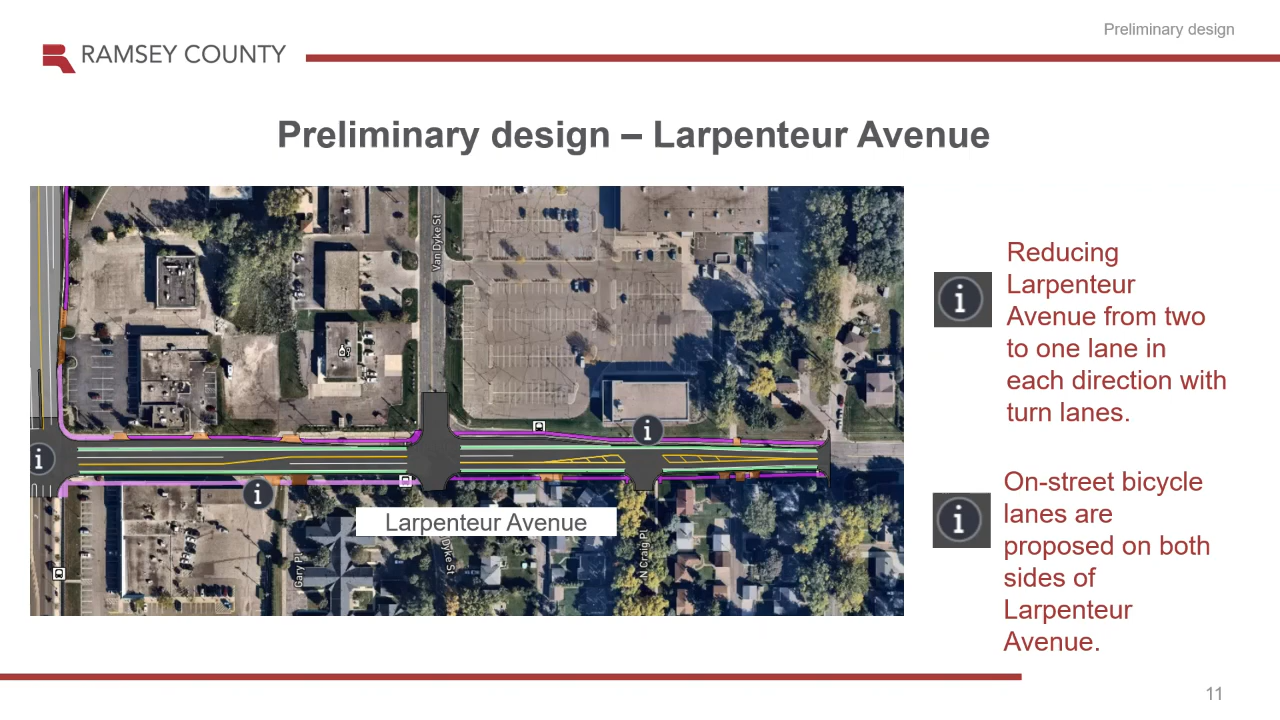 Preliminary design
RAMSEY COUNTY
Preliminary design – Larpenteur Avenue
Van Dyke St
Larpenteur Avenue
Gary Pl
Dyke St
N Craig Pl
Reducing
Larpenteur
Avenue from two
to one lane in
each direction with
turn lanes.
On-street bicycle
lanes are
proposed on both
sides of
Larpenteur
Avenue.
11